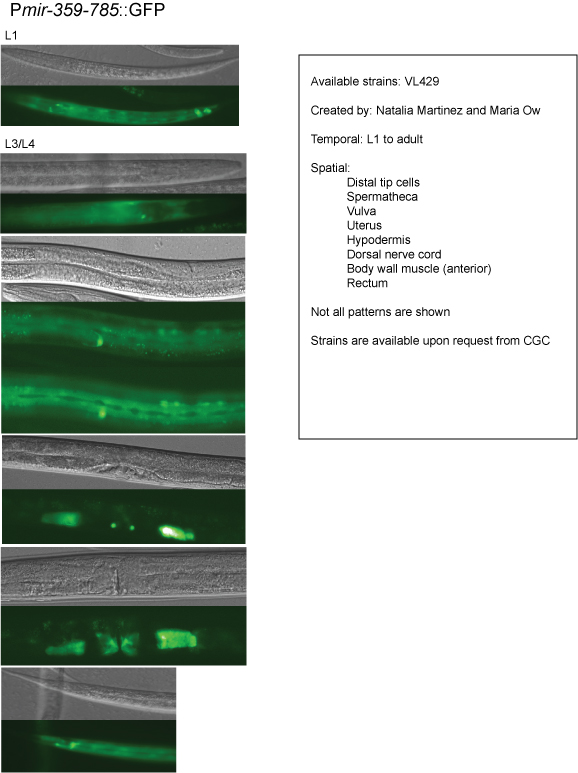 Pmir-359-785::GFP
L1
L3/L4
Available strains: VL429
Created by: Natalia Martinez and Maria Ow
Temporal: L1 to adult
Spatial:
Distal tip cells
Spermatheca
Vulva
Uterus
Hypodermis
Dorsal nerve cord
Body wall muscle (anterior)
Rectum
Not all patterns are shown
Strains are available upon request from CGC